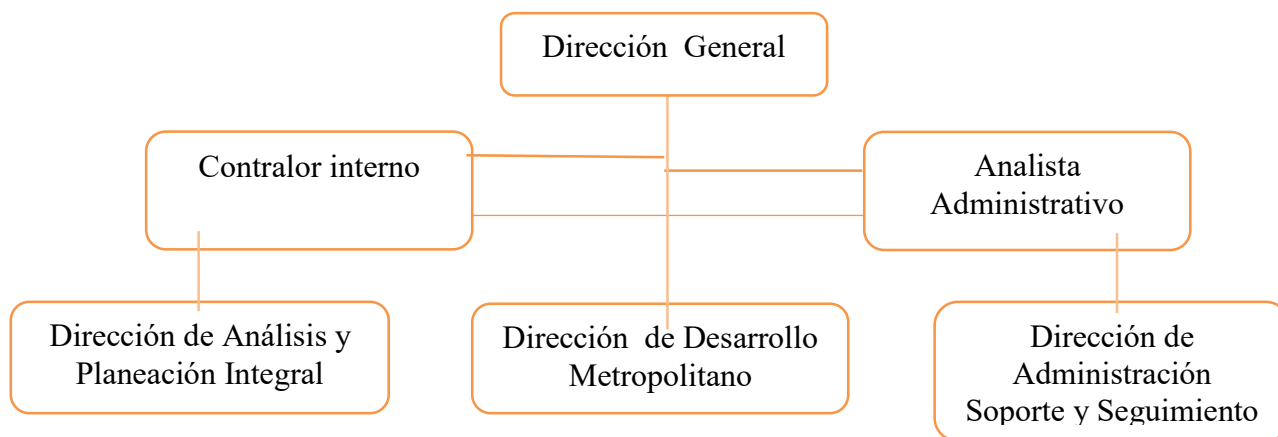 Dirección  General
Contralor interno
Analista
Administrativo
Dirección de Análisis y
Planeación Integral
Dirección  de Desarrollo
Metropolitano
Dirección de
Administración
Soporte y Seguimiento